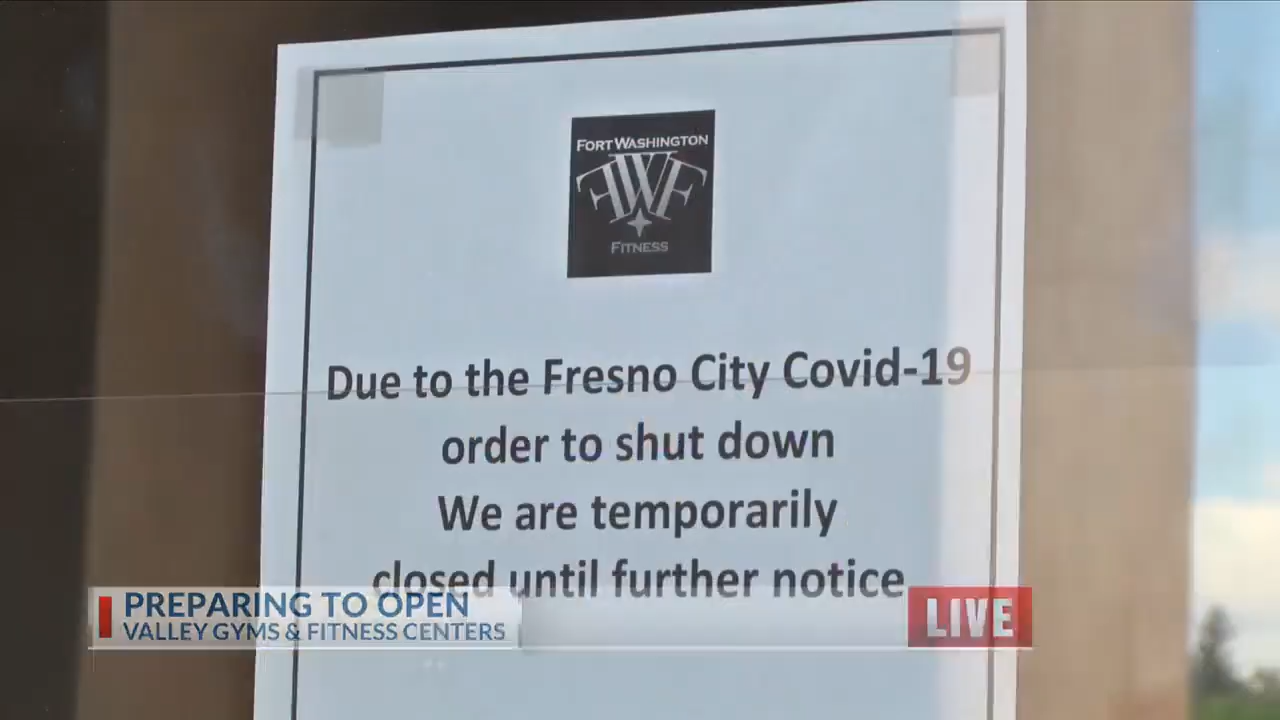 FORT WASHINGTON
FWF
FITNESS
Due to the Fresno City Covid-19
order to shut down
We are temporarily
closed until further notice
PREPARING TO OPEN
VALLEY GYMS & FITNESS CENTERS
LIVE